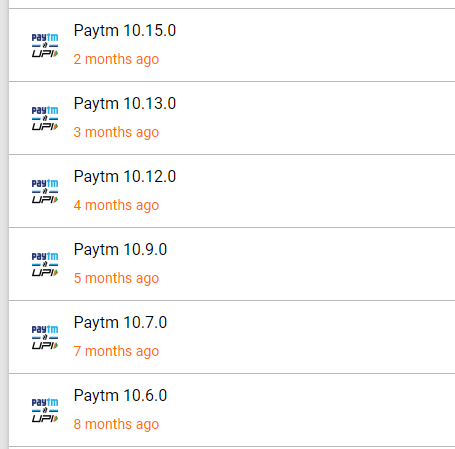 Paytm 10.15.0
2 months ago
Paytm 10.13.0
3 months ago
Paytm 10.12.0
4 months ago
Paytm 10.9.0
5 months ago
Paytm 10.7.0
7 months ago
Paytm 10.6.0
8 months ago
paytm
UPI
paytm
UPI
paytm
UPI
paytm
UPI
paytm
UPI
paytm
UPI